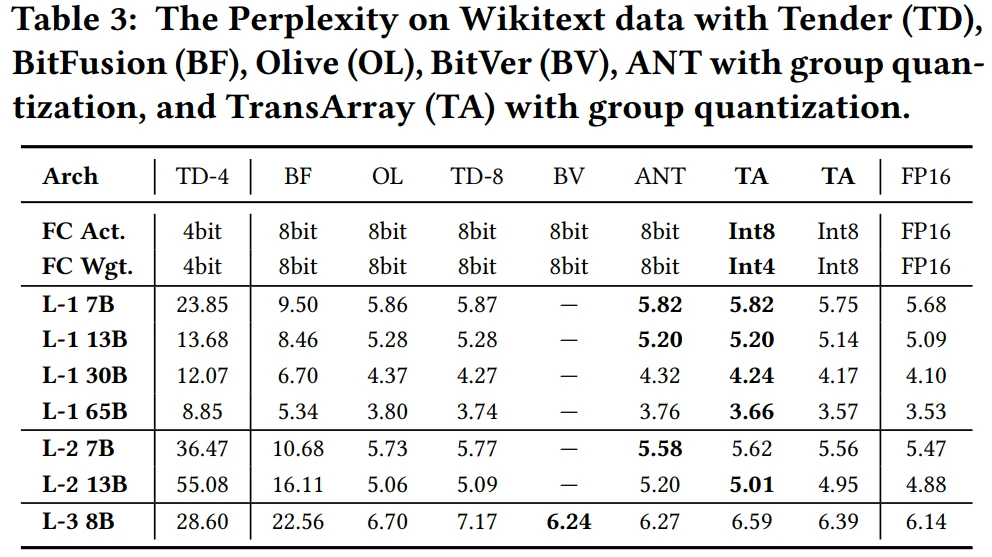 Table 3: The Perplexity on Wikitext data with Tender (TD),
BitFusion (BF), Olive (OL), BitVer (BV), ANT with group quan-
tization, and TransArray (TA) with group quantization.
Arch TD-4 BF OL TD-8 BV ANT TA TA FP16
FC Act. 4bit 8bit 8bit 8bit 8bit 8bit Int8 Int8 FP16
FC Wgt. 4bit 8bit 8bit 8bit 8bit 8bit Int4 Int8 FP16
L-1 7B 23.85 9.50 5.86 5.87 — 5.82 5.82 5.75 5.68
L-1 13B 13.68 8.46 5.28 5.28 — 5.20 5.20 5.14 5.09
L-1 30B 12.07 6.70 4.37 4.27 — 4.32 4.24 4.17 4.10
L-1 65B 8.85 5.34 3.80 3.74 — 3.76 3.66 3.57 3.53
L-2 7B 36.47 10.68 5.73 5.77 — 5.58 5.62 5.56 5.47
L-2 13B 55.08 16.11 5.06 5.09 — 5.20 5.01 4.95 4.88
L-3 8B 28.60 22.56 6.70 7.17 6.24 6.27 6.59 6.39 6.14